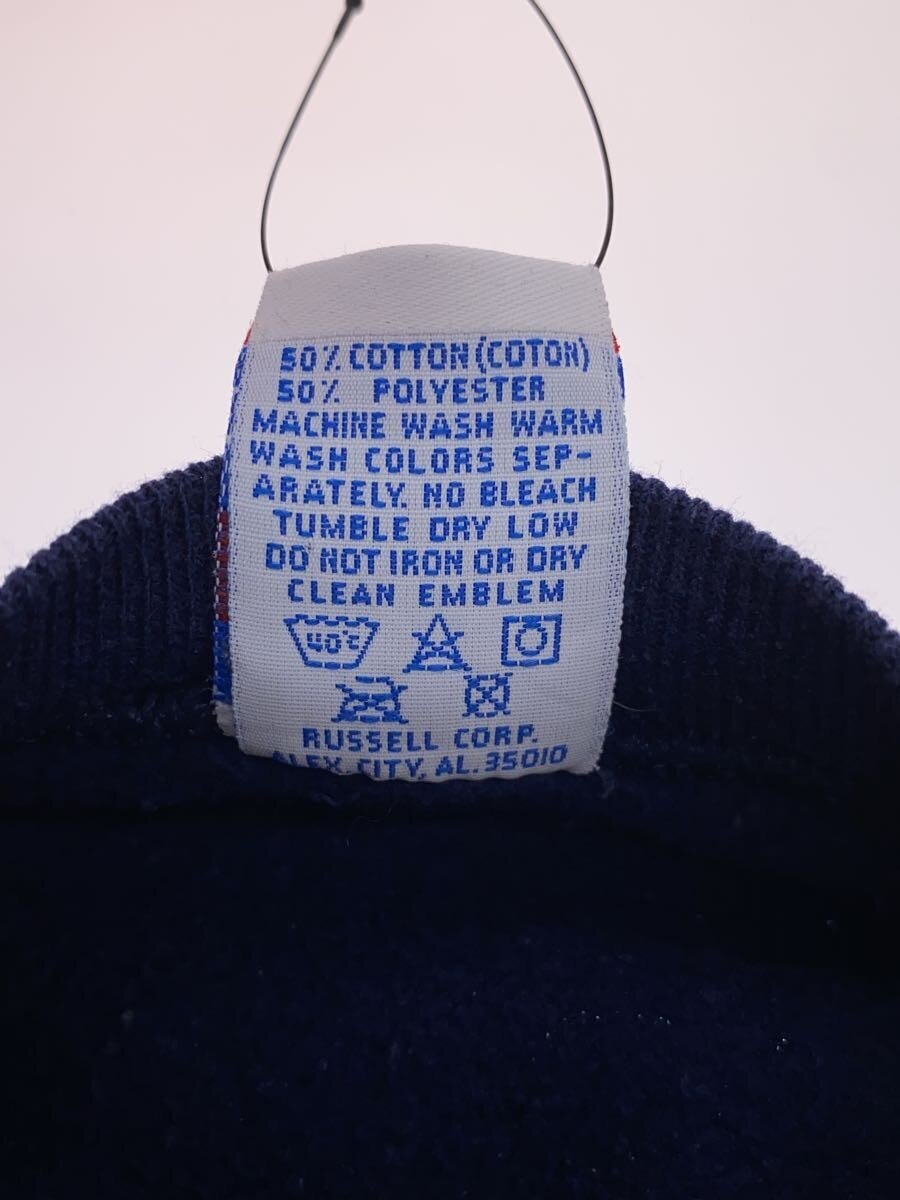 50% COTTON (COTON)
50% POLYESTER
MACHINE WASH WARM
WASH COLORS SEP-
ARATELY. NO BLEACH
TUMBLE DRY LOW
DO NOT IRON OR DRY
CLEAN EMBLEM
40°C
RUSSELL CORP.
ALEX. CITY, AL. 35010